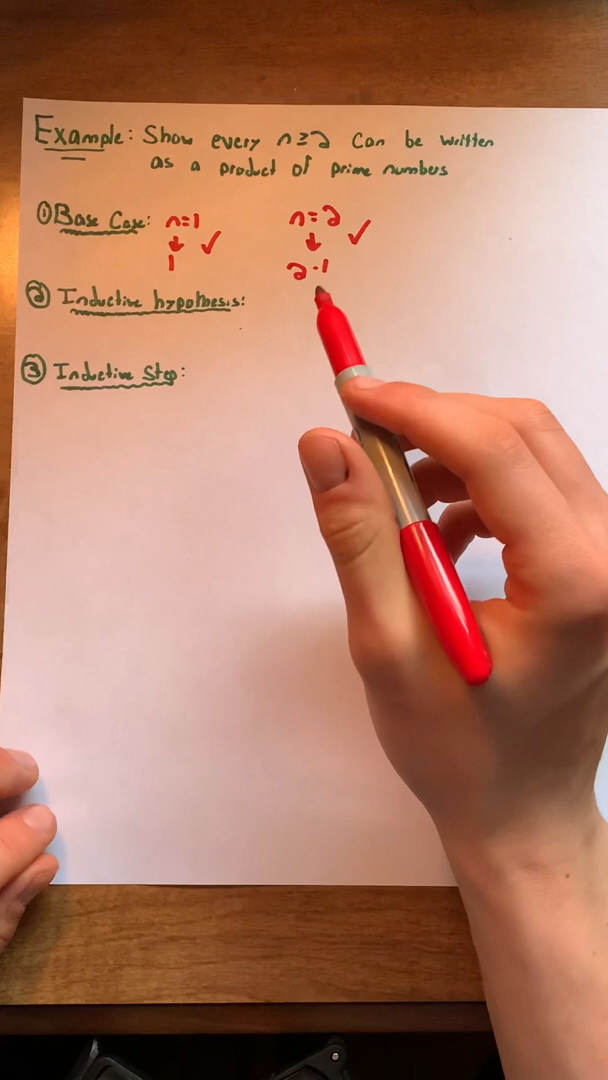 Example: Show every n≥2 can be written
as a product of prime numbers
① Base Case: n=1 n=2
↓ ✓ ↓ ✓
1 2·1
② Inductive hypothesis:
③ Inductive Step: